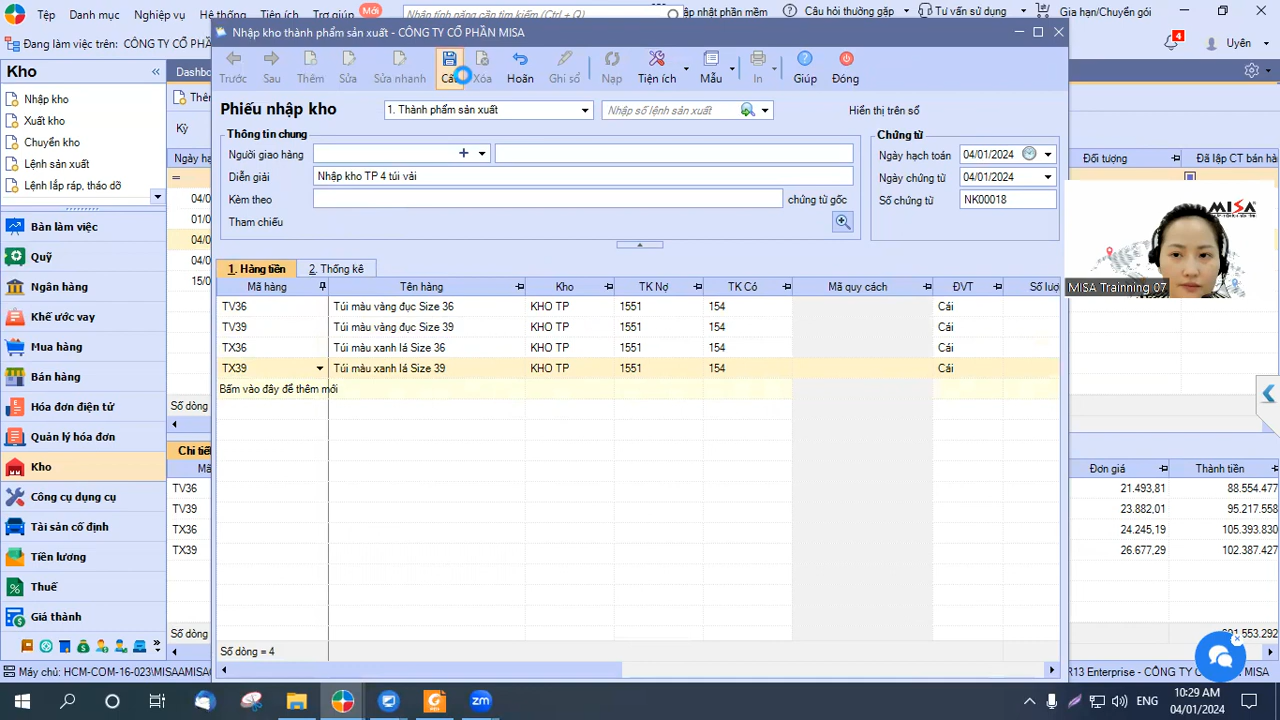 Tệp Danh mục Nghiệp vụ Hệ thống Tiện ích Trợ giúp Mới Nhập tính năng cần tìm (Ctrl + Q) nhật phần mềm Câu hỏi thường gặp Tư vấn sử dụng Gia hạn/Chuyển gói
Nhập kho thành phẩm sản xuất - CÔNG TY CỔ PHẦN MISA
Đang làm việc trên: CÔNG TY CỔ PHẦ
4 Uyên
Kho
Dashbo
Trước Sau Thêm Sửa Sửa nhanh Cất Xóa Hoãn Ghi sổ Nạp Tiện ích Mẫu In Giúp Đóng
Nhập kho
Xuất kho
Chuyển kho
Lệnh sản xuất
Lệnh lắp ráp, tháo dỡ
Thê
Kỳ
Phiếu nhập kho 1. Thành phẩm sản xuất Nhập số lệnh sản xuất Hiển thị trên sổ
Thông tin chung
Người giao hàng
Diễn giải Nhập kho TP 4 túi vải
Kèm theo chứng từ gốc
Tham chiếu
Chứng từ
Ngày hạch toán 04/01/2024
Ngày chứng từ 04/01/2024
Số chứng từ NK00018
Ngày h
=
04/0
01/0
04/0
04/0
15/0
Đối tượng Đã lập CT bán hà
MISA
MISA Trainning 07
Bàn làm việc
Quỹ
Ngân hàng
Khế ước vay
Mua hàng
Bán hàng
Hóa đơn điện tử
Quản lý hóa đơn
Kho
Công cụ dụng cụ
Tài sản cố định
Tiền lương
Thuế
Giá thành
1. Hàng tiền 2. Thống kê
Mã hàng Tên hàng Kho TK Nợ TK Có Mã quy cách ĐVT Số lượ
TV36 Túi màu vàng đục Size 36 KHO TP 1551 154 Cái
TV39 Túi màu vàng đục Size 39 KHO TP 1551 154 Cái
TX36 Túi màu xanh lá Size 36 KHO TP 1551 154 Cái
TX39 Túi màu xanh lá Size 39 KHO TP 1551 154 Cái
Bấm vào đây để thêm mới
Số dòng
Chi tiết
Mã
TV36
TV39
TX36
TX39
Số dòng
Đơn giá Thành tiền
21.493,81 88.554.477
23.882,01 95.217.558
24.245,19 105.393.830
26.677,29 102.387.427
Số dòng = 4
Máy chủ: HCM-COM-16-023\MISAAMISA
R13 Enterprise - CÔNG TY
zm
ENG
10:29 AM
04/01/2024